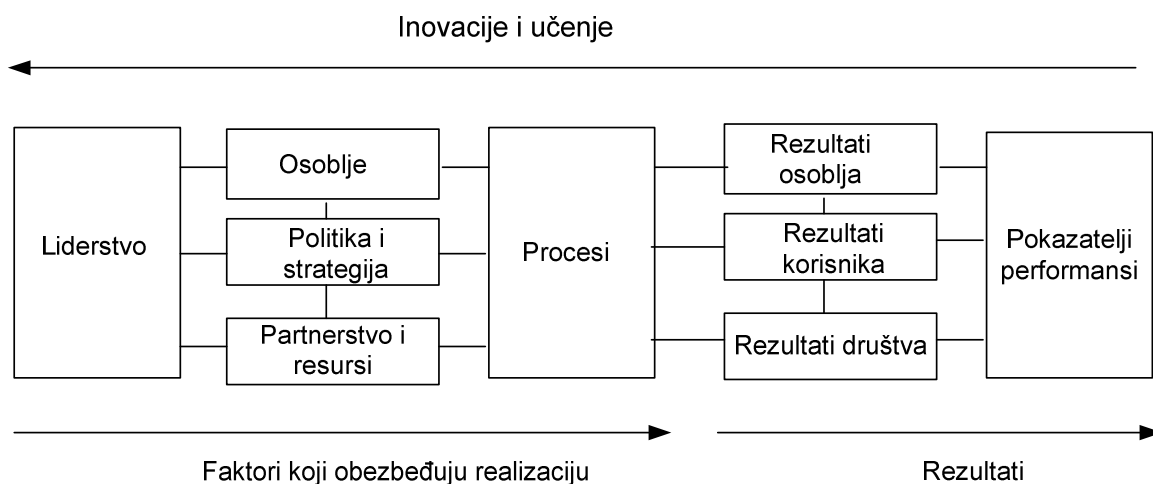 Inovacije i učenje
Liderstvo
Osoblje
Politika i
strategija
Partnerstvo i
resursi
Procesi
Rezultati
osoblja
Rezultati
korisnika
Rezultati društva
Pokazatelji
performansi
Faktori koji obezbeđuju realizaciju
Rezultati